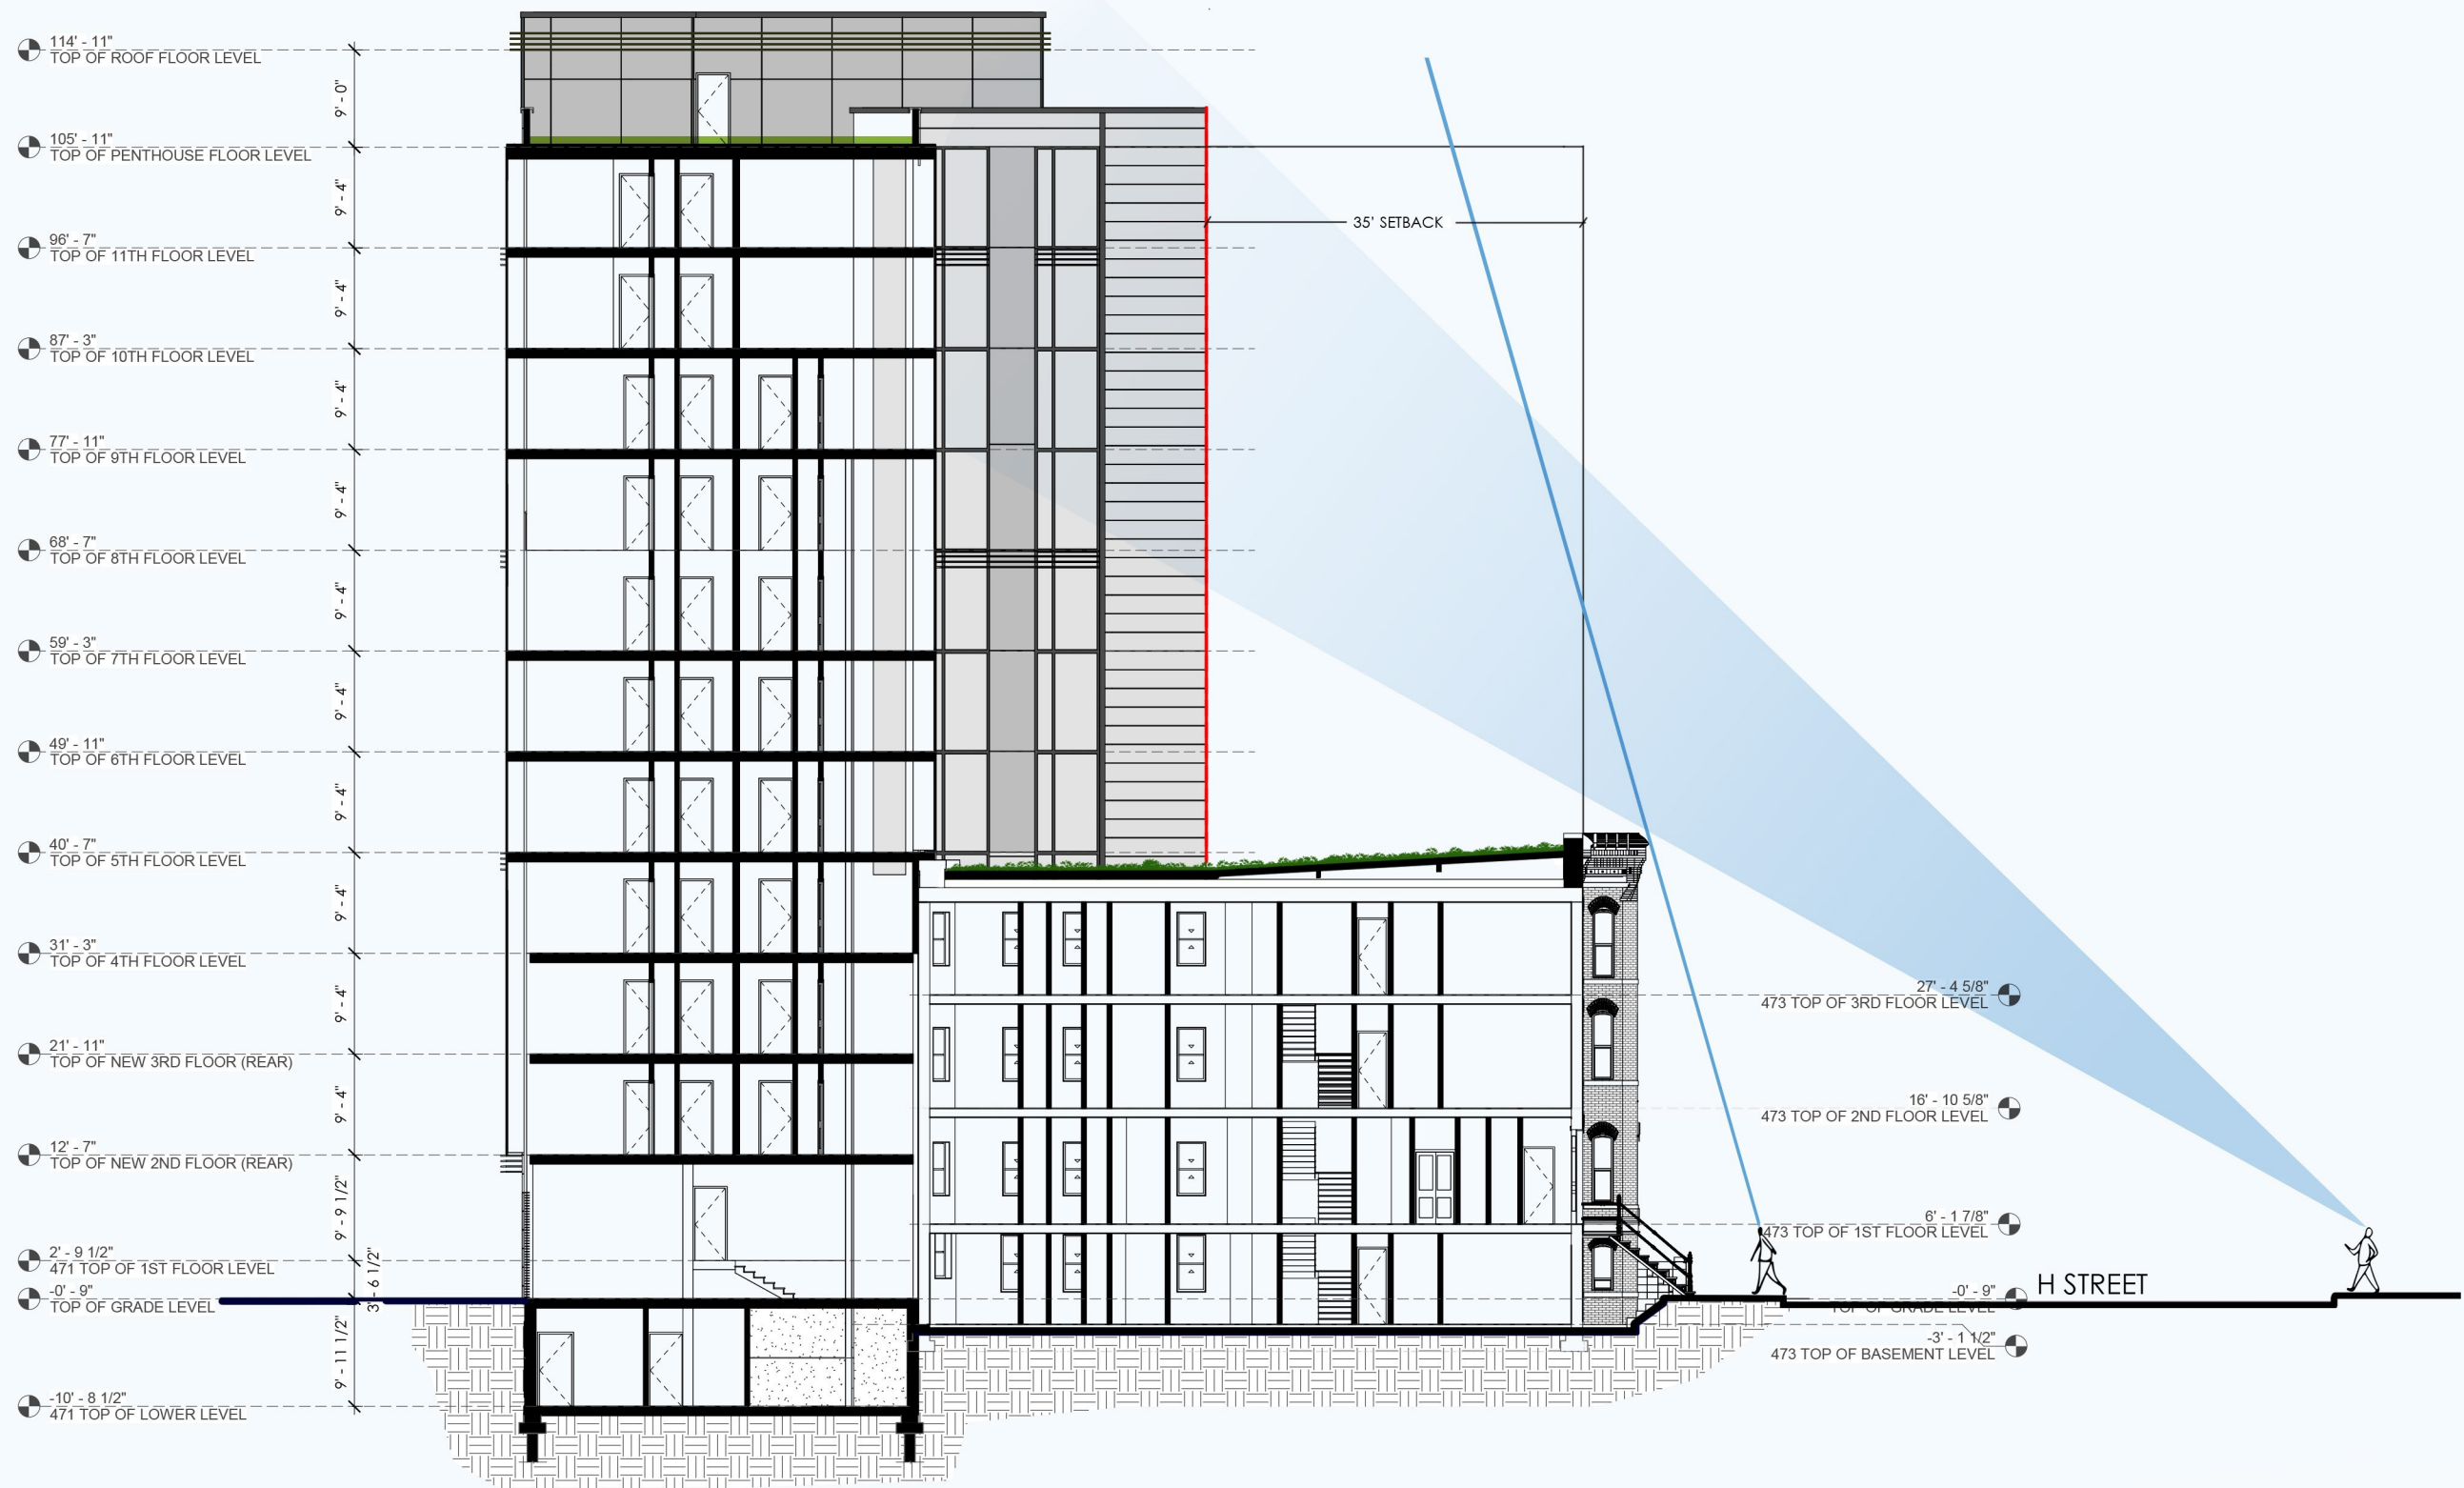 114' - 11"
TOP OF ROOF FLOOR LEVEL
9' - 0"
105' - 11"
TOP OF PENTHOUSE FLOOR LEVEL
9' - 4"
35' SETBACK
96' - 7"
TOP OF 11TH FLOOR LEVEL
9' - 4"
87' - 3"
TOP OF 10TH FLOOR LEVEL
9' - 4"
77' - 11"
TOP OF 9TH FLOOR LEVEL
9' - 4"
68' - 7"
TOP OF 8TH FLOOR LEVEL
9' - 4"
59' - 3"
TOP OF 7TH FLOOR LEVEL
9' - 4"
49' - 11"
TOP OF 6TH FLOOR LEVEL
9' - 4"
40' - 7"
TOP OF 5TH FLOOR LEVEL
9' - 4"
31' - 3"
TOP OF 4TH FLOOR LEVEL
9' - 4"
21' - 11"
TOP OF NEW 3RD FLOOR (REAR)
9' - 4"
12' - 7"
TOP OF NEW 2ND FLOOR (REAR)
9' - 9 1/2"
2' - 9 1/2"
471 TOP OF 1ST FLOOR LEVEL
3' - 6 1/2"
-0' - 9"
TOP OF GRADE LEVEL
9' - 11 1/2"
-10' - 8 1/2"
471 TOP OF LOWER LEVEL
27' - 4 5/8"
473 TOP OF 3RD FLOOR LEVEL
16' - 10 5/8"
473 TOP OF 2ND FLOOR LEVEL
6' - 1 7/8"
473 TOP OF 1ST FLOOR LEVEL
-0' - 9"
TOP OF GRADE LEVEL
H STREET
-3' - 1 1/2"
473 TOP OF BASEMENT LEVEL